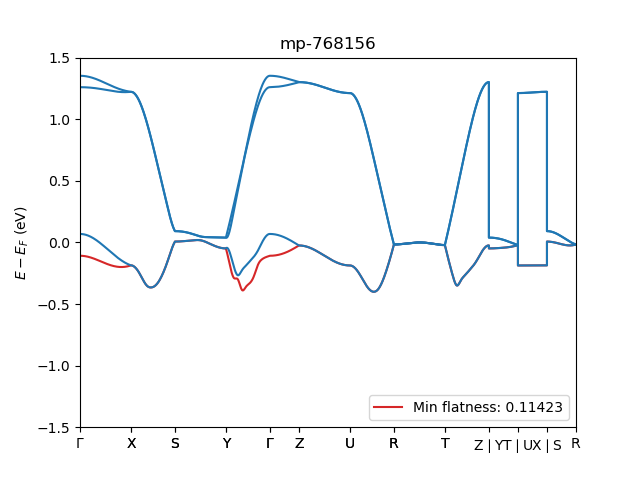 mp-768156
E − E_F (eV)
1.5
1.0
0.5
0.0
−0.5
−1.0
−1.5
Min flatness: 0.11423
Γ X S Y Γ Z U R T Z | YT | UX | S R